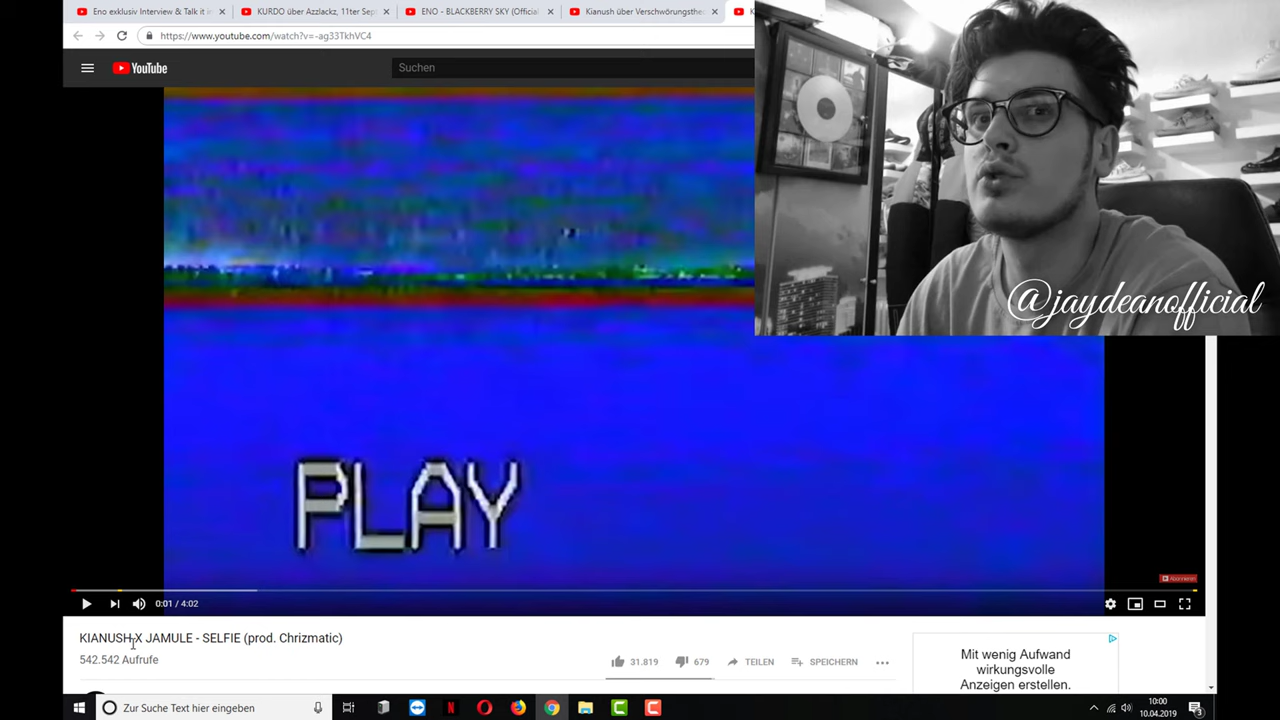 Eno exklusiv Interview & Talk it i
KURDO über Azzlackz, 11ter Sep
ENO - BLACKBERRY SKY (Official
Kianush über Verschwörungsthe
https://www.youtube.com/watch?v=-ag33TkhVC4
YouTube
Suchen
@jaydeanofficial
PLAY
0:01 / 4:02
KIANUSH X JAMULE - SELFIE (prod. Chrizmatic)
542.542 Aufrufe
31.819
679
TEILEN
SPEICHERN
Mit wenig Aufwand
wirkungsvolle
Anzeigen erstellen.
Zur Suche Text hier eingeben
10:00
10.04.2019